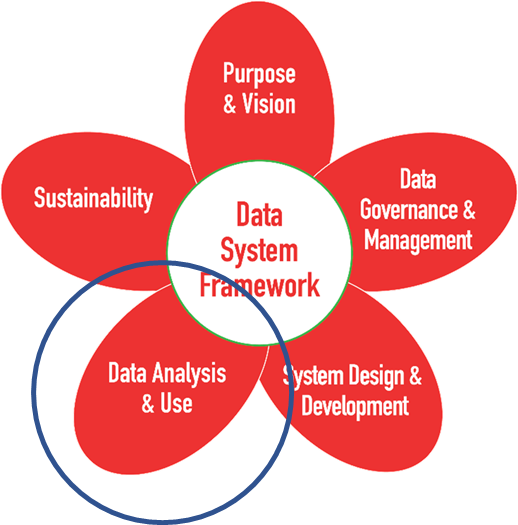 Purpose
& Vision
Sustainability
Data
Governance &
Management
Data
System
Framework
Data Analysis
& Use
System Design &
Development